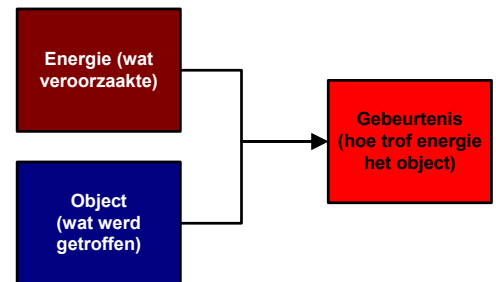 Energie (wat
veroorzaakte)
Object
(wat werd
getroffen)
Gebeurtenis
(hoe trof energie
het object)